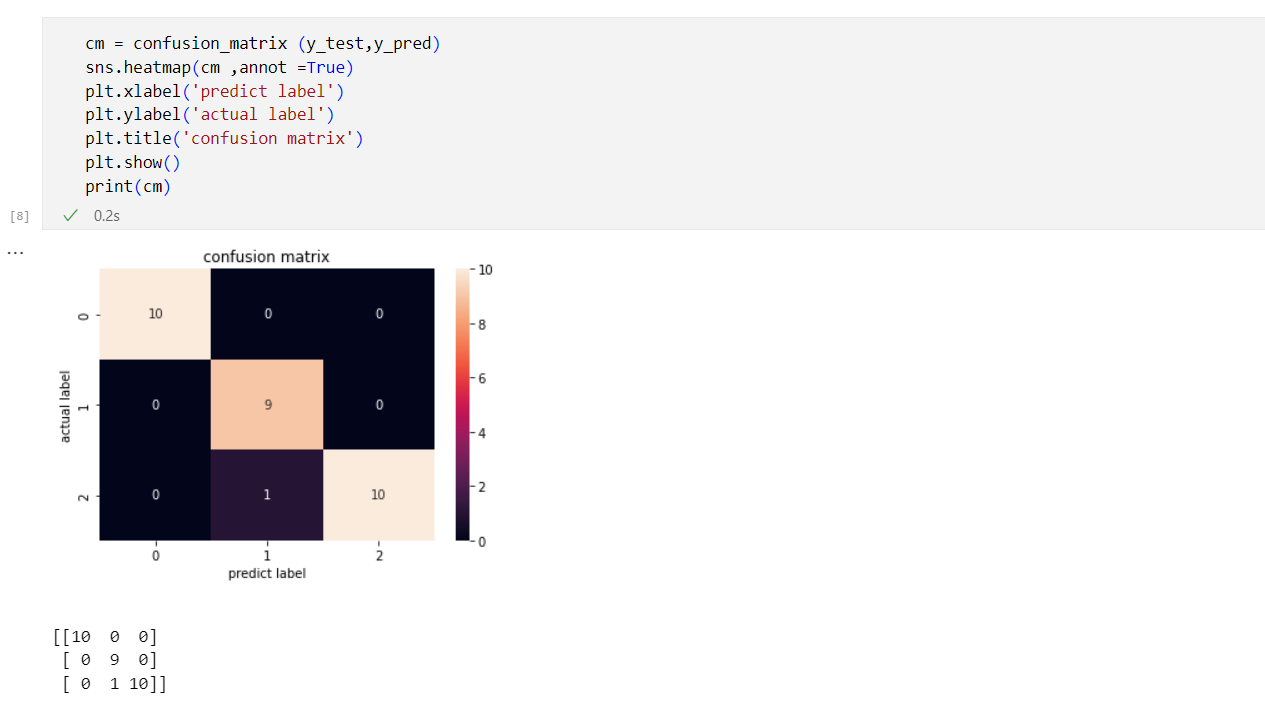 cm = confusion_matrix (y_test,y_pred)
sns.heatmap(cm ,annot =True)
plt.xlabel('predict label')
plt.ylabel('actual label')
plt.title('confusion matrix')
plt.show()
print(cm)
[8] ✓ 0.2s
...
confusion matrix
10 0 0
0 9 0
0 1 10
0
1
2
actual label
0 1 2
predict label
10
8
6
4
2
0
[[10  0  0]
 [ 0  9  0]
 [ 0  1 10]]